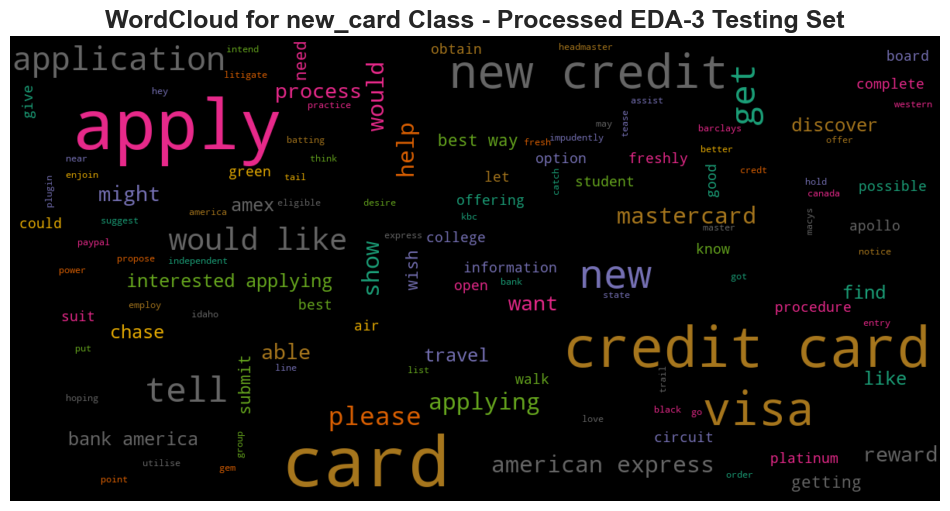 WordCloud for new_card Class - Processed EDA-3 Testing Set
application
intend
need
obtain
headmaster
board
litigate
new credit
get
complete
give
hey
process
practice
would
assist
western
apply
batting
help
best way
fresh
impudently
may
tease
barclays
discover
offer
near
think
option
freshly
better
enjoin
green
tail
let
catch
student
good
credt
hold
possible
plugin
might
amex
eligible
desire
offering
canada
could
suggest
america
kbc
mastercard
master
macys
apollo
paypal
would like
express
college
know
notice
power
propose
independent
show
wish
information
bank
new
got
interested applying
open
find
employ
best
want
state
procedure
suit
idaho
chase
air
entry
put
line
credit card
able
travel
list
walk
trail
like
tell
submit
hoping
applying
love
black
go
visa
please
bank america
group
circuit
utilise
gem
card
american express
platinum
reward
point
order
getting